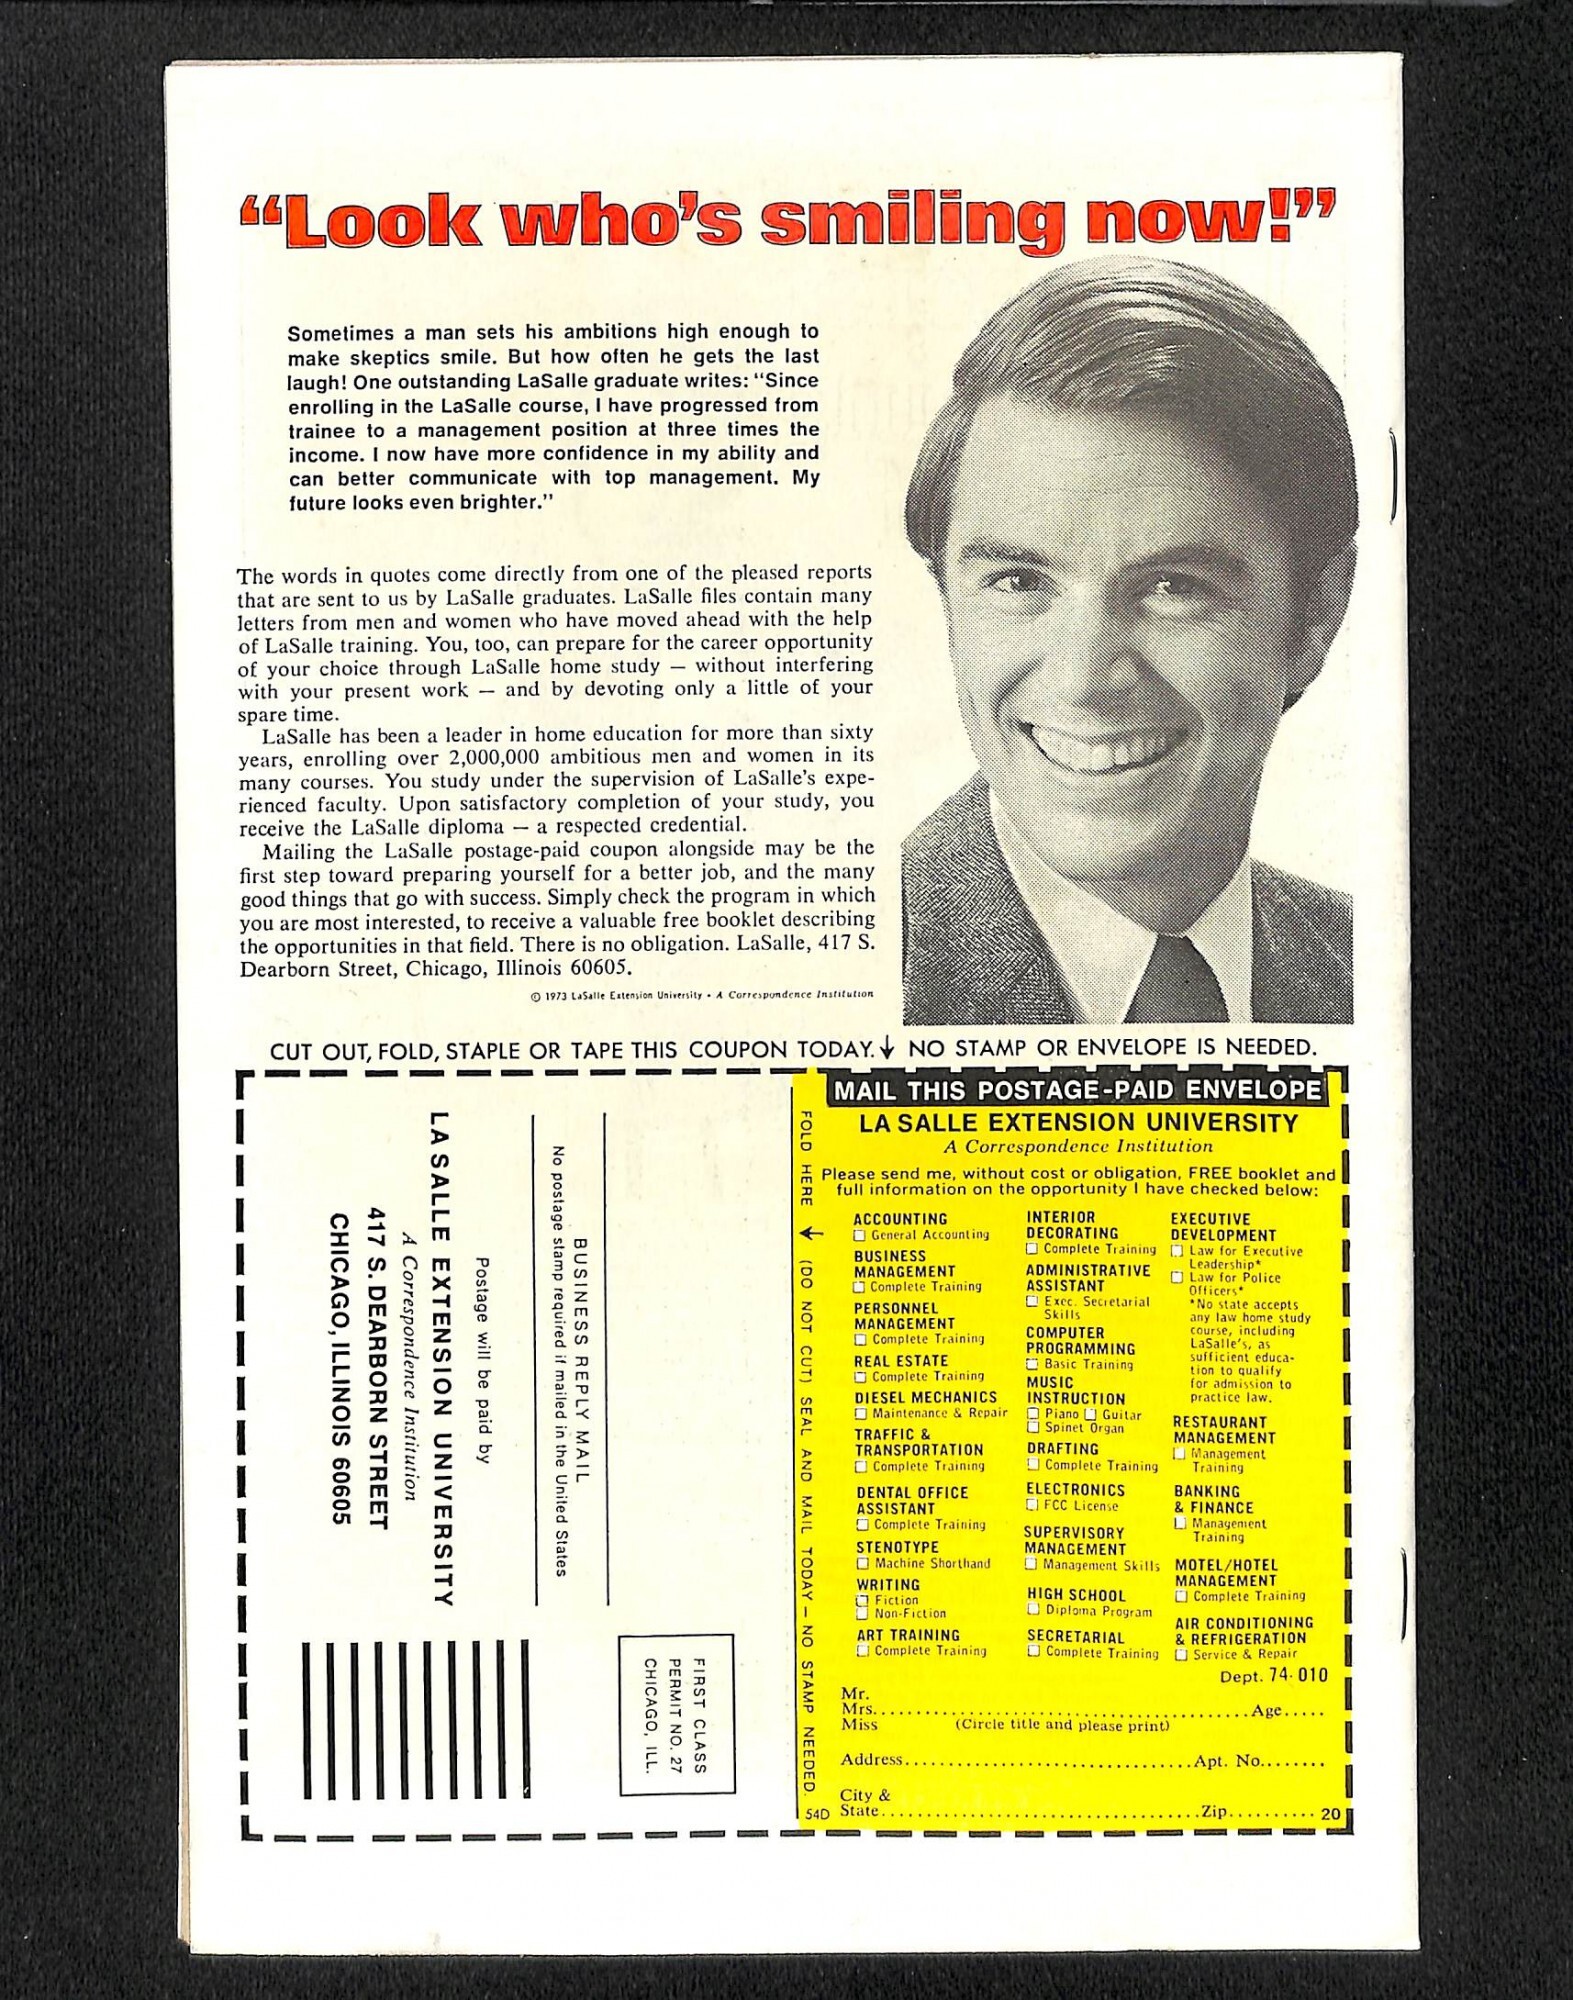 “Look who’s smiling now!”
Sometimes a man sets his ambitions high enough to
make skeptics smile. But how often he gets the last
laugh! One outstanding LaSalle graduate writes: “Since
enrolling in the LaSalle course, I have progressed from
trainee to a management position at three times the
income. I now have more confidence in my ability and
can better communicate with top management. My
future looks even brighter.”
The words in quotes come directly from one of the pleased reports
that are sent to us by LaSalle graduates. LaSalle files contain many
letters from men and women who have moved ahead with the help
of LaSalle training. You, too, can prepare for the career opportunity
of your choice through LaSalle home study — without interfering
with your present work — and by devoting only a little of your
spare time.
LaSalle has been a leader in home education for more than sixty
years, enrolling over 2,000,000 ambitious men and women in its
many courses. You study under the supervision of LaSalle’s expe-
rienced faculty. Upon satisfactory completion of your study, you
receive the LaSalle diploma — a respected credential.
Mailing the LaSalle postage-paid coupon alongside may be the
first step toward preparing yourself for a better job, and the many
good things that go with success. Simply check the program in which
you are most interested, to receive a valuable free booklet describing
the opportunities in that field. There is no obligation. LaSalle, 417 S.
Dearborn Street, Chicago, Illinois 60605.
© 1973 LaSalle Extension University • A Correspondence Institution
CUT OUT, FOLD, STAPLE OR TAPE THIS COUPON TODAY. ↓ NO STAMP OR ENVELOPE IS NEEDED.
FIRST CLASS
PERMIT NO. 27
CHICAGO, ILL.
BUSINESS REPLY MAIL
No postage stamp required if mailed in the United States
Postage will be paid by
LA SALLE EXTENSION UNIVERSITY
A Correspondence Institution
417 S. DEARBORN STREET
CHICAGO, ILLINOIS 60605
FOLD HERE ← (DO NOT CUT) SEAL AND MAIL TODAY — NO STAMP NEEDED.
MAIL THIS POSTAGE-PAID ENVELOPE
LA SALLE EXTENSION UNIVERSITY
A Correspondence Institution
Please send me, without cost or obligation, FREE booklet and
full information on the opportunity I have checked below:
ACCOUNTING
☐ General Accounting
BUSINESS
MANAGEMENT
☐ Complete Training
PERSONNEL
MANAGEMENT
☐ Complete Training
REAL ESTATE
☐ Complete Training
DIESEL MECHANICS
☐ Maintenance & Repair
TRAFFIC &
TRANSPORTATION
☐ Complete Training
DENTAL OFFICE
ASSISTANT
☐ Complete Training
STENOTYPE
☐ Machine Shorthand
WRITING
☐ Fiction
☐ Non-Fiction
ART TRAINING
☐ Complete Training
INTERIOR
DECORATING
☐ Complete Training
ADMINISTRATIVE
ASSISTANT
☐ Exec. Secretarial
Skills
COMPUTER
PROGRAMMING
☐ Basic Training
MUSIC
INSTRUCTION
☐ Piano ☐ Guitar
☐ Spinet Organ
DRAFTING
☐ Complete Training
ELECTRONICS
☐ FCC License
SUPERVISORY
MANAGEMENT
☐ Management Skills
HIGH SCHOOL
☐ Diploma Program
SECRETARIAL
☐ Complete Training
EXECUTIVE
DEVELOPMENT
☐ Law for Executive
Leadership*
☐ Law for Police
Officers*
*No state accepts
any law home study
course, including
LaSalle's, as
sufficient educa-
tion to qualify
for admission to
practice law.
RESTAURANT
MANAGEMENT
☐ Management
Training
BANKING
& FINANCE
☐ Management
Training
MOTEL/HOTEL
MANAGEMENT
☐ Complete Training
AIR CONDITIONING
& REFRIGERATION
☐ Service & Repair
Dept. 74-010
Mr.
Mrs. Age
Miss (Circle title and please print)
Address Apt. No.
City &
State Zip 20
54D